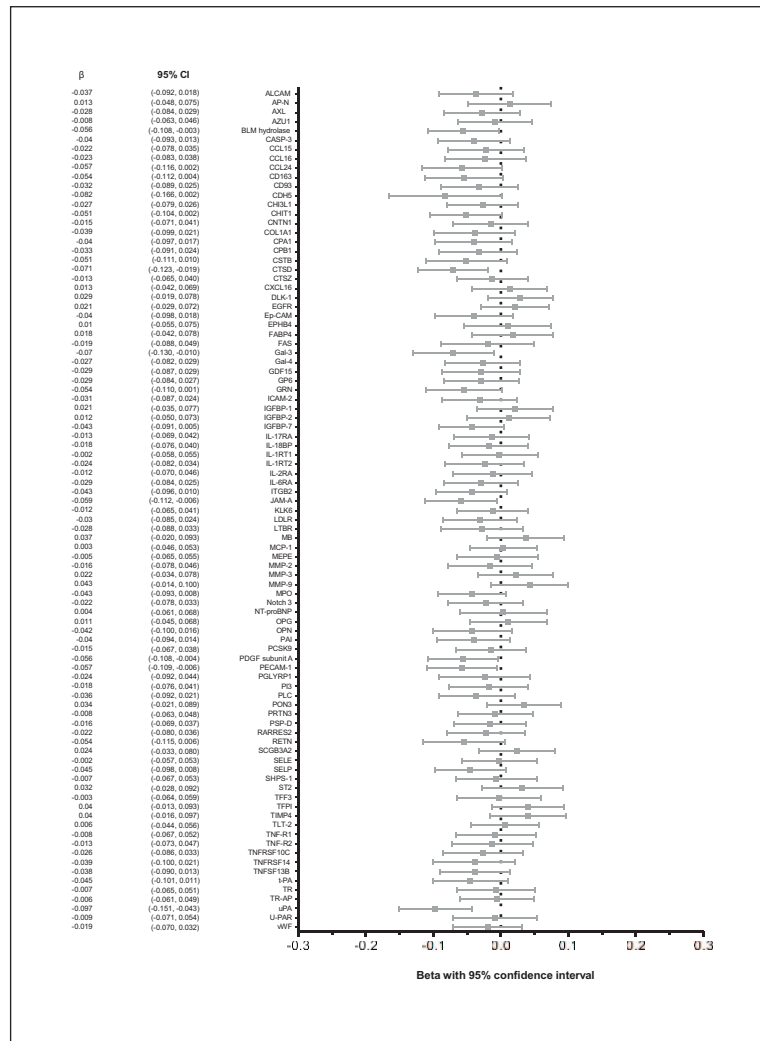 β 95% CI
-0.037 (-0.092, 0.018) ALCAM
0.013 (-0.048, 0.075) AP-N
-0.028 (-0.084, 0.029) AXL
-0.008 (-0.063, 0.046) AZU1
-0.056 (-0.108, -0.003) BLM hydrolase
-0.04 (-0.093, 0.013) CASP-3
-0.022 (-0.078, 0.035) CCL15
-0.023 (-0.083, 0.038) CCL16
-0.057 (-0.116, 0.002) CCL24
-0.054 (-0.112, 0.004) CD163
-0.032 (-0.089, 0.025) CD93
-0.082 (-0.166, 0.002) CDH5
-0.027 (-0.079, 0.026) CHI3L1
-0.051 (-0.104, 0.002) CHIT1
-0.015 (-0.071, 0.041) CNTN1
-0.039 (-0.099, 0.021) COL1A1
-0.04 (-0.097, 0.017) CPA1
-0.033 (-0.091, 0.024) CPB1
-0.051 (-0.111, 0.010) CSTB
-0.071 (-0.123, -0.019) CTSD
-0.013 (-0.065, 0.040) CTSZ
0.013 (-0.042, 0.069) CXCL16
0.029 (-0.019, 0.078) DLK-1
0.021 (-0.029, 0.072) EGFR
-0.04 (-0.098, 0.018) Ep-CAM
0.01 (-0.055, 0.075) EPHB4
0.018 (-0.042, 0.078) FABP4
-0.019 (-0.088, 0.049) FAS
-0.07 (-0.130, -0.010) Gal-3
-0.027 (-0.082, 0.029) Gal-4
-0.029 (-0.087, 0.029) GDF15
-0.029 (-0.084, 0.027) GP6
-0.054 (-0.110, 0.001) GRN
-0.031 (-0.087, 0.024) ICAM-2
0.021 (-0.035, 0.077) IGFBP-1
0.012 (-0.050, 0.073) IGFBP-2
-0.043 (-0.091, 0.005) IGFBP-7
-0.013 (-0.069, 0.042) IL-17RA
-0.018 (-0.076, 0.040) IL-18BP
-0.002 (-0.058, 0.055) IL-1RT1
-0.024 (-0.082, 0.034) IL-1RT2
-0.012 (-0.070, 0.046) IL-2RA
-0.029 (-0.084, 0.025) IL-6RA
-0.043 (-0.096, 0.010) ITGB2
-0.059 (-0.112, -0.006) JAM-A
-0.012 (-0.065, 0.041) KLK6
-0.03 (-0.085, 0.024) LDLR
-0.028 (-0.088, 0.033) LTBR
0.037 (-0.020, 0.093) MB
0.003 (-0.046, 0.053) MCP-1
-0.005 (-0.065, 0.055) MEPE
-0.016 (-0.078, 0.046) MMP-2
0.022 (-0.034, 0.078) MMP-3
0.043 (-0.014, 0.100) MMP-9
-0.043 (-0.093, 0.008) MPO
-0.022 (-0.078, 0.033) Notch 3
0.004 (-0.061, 0.068) NT-proBNP
0.011 (-0.045, 0.068) OPG
-0.042 (-0.100, 0.016) OPN
-0.04 (-0.094, 0.014) PAI
-0.015 (-0.067, 0.038) PCSK9
-0.056 (-0.108, -0.004) PDGF subunit A
-0.057 (-0.109, -0.006) PECAM-1
-0.024 (-0.092, 0.044) PGLYRP1
-0.018 (-0.076, 0.041) PI3
-0.036 (-0.092, 0.021) PLC
0.034 (-0.021, 0.089) PON3
-0.008 (-0.063, 0.048) PRTN3
-0.016 (-0.069, 0.037) PSP-D
-0.022 (-0.080, 0.036) RARRES2
-0.054 (-0.115, 0.006) RETN
0.024 (-0.033, 0.080) SCGB3A2
-0.002 (-0.057, 0.053) SELE
-0.045 (-0.098, 0.008) SELP
-0.007 (-0.067, 0.053) SHPS-1
0.032 (-0.028, 0.092) ST2
-0.003 (-0.064, 0.059) TFF3
0.04 (-0.013, 0.093) TFPI
0.04 (-0.016, 0.097) TIMP4
0.006 (-0.044, 0.056) TLT-2
-0.008 (-0.067, 0.052) TNF-R1
-0.013 (-0.073, 0.047) TNF-R2
-0.026 (-0.086, 0.033) TNFRSF10C
-0.039 (-0.100, 0.021) TNFRSF14
-0.038 (-0.090, 0.013) TNFSF13B
-0.045 (-0.101, 0.011) t-PA
-0.007 (-0.065, 0.051) TR
-0.006 (-0.061, 0.049) TR-AP
-0.097 (-0.151, -0.043) uPA
-0.009 (-0.071, 0.054) U-PAR
-0.019 (-0.070, 0.032) vWF
-0.3 -0.2 -0.1 0.0 0.1 0.2 0.3
Beta with 95% confidence interval